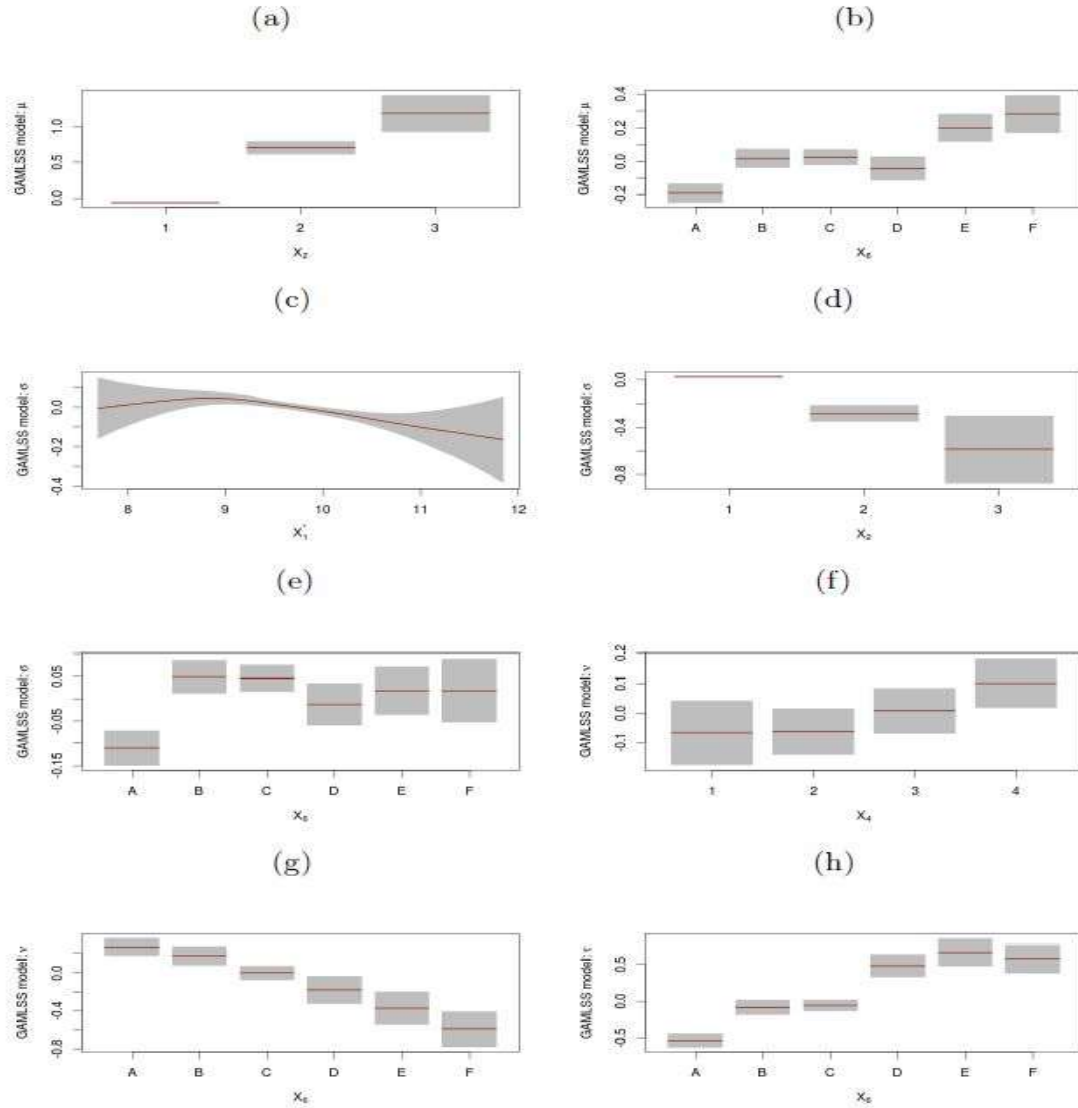 (a)
GAMLSS model: μ
0.0 0.5 1.0
1 2 3
X₂
(b)
GAMLSS model: μ
-0.2 0.0 0.2 0.4
A B C D E F
X₆
(c)
GAMLSS model: σ
-0.4 -0.2 0.0
8 9 10 11 12
X₁*
(d)
GAMLSS model: σ
-0.8 -0.4 0.0
1 2 3
X₂
(e)
GAMLSS model: σ
-0.15 -0.05 0.05
A B C D E F
X₆
(f)
GAMLSS model: ν
-0.1 0.0 0.1 0.2
1 2 3 4
X₄
(g)
GAMLSS model: ν
-0.8 -0.4 0.0
A B C D E F
X₆
(h)
GAMLSS model: τ
-0.5 0.0 0.5
A B C D E F
X₆